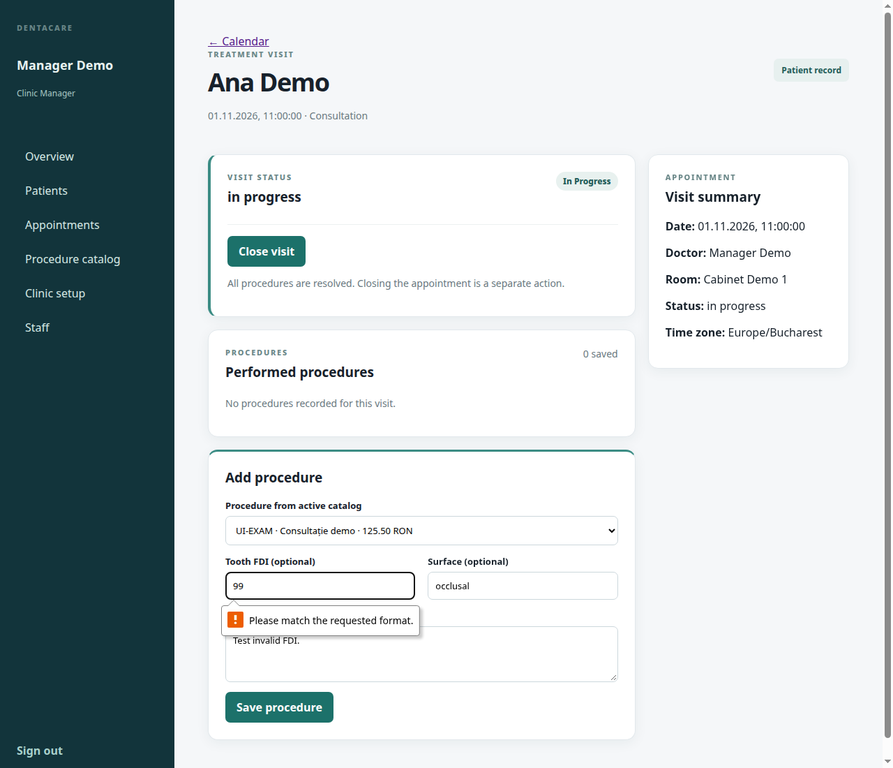 DENTACARE
Manager Demo
Clinic Manager
Overview
Patients
Appointments
Procedure catalog
Clinic setup
Staff
Sign out
← Calendar
TREATMENT VISIT
Ana Demo
01.11.2026, 11:00:00 · Consultation
Patient record
VISIT STATUS
in progress
In Progress
Close visit
All procedures are resolved. Closing the appointment is a separate action.
PROCEDURES
Performed procedures
0 saved
No procedures recorded for this visit.
Add procedure
Procedure from active catalog
UI-EXAM · Consultație demo · 125.50 RON
Tooth FDI (optional)
Surface (optional)
99
occlusal
! Please match the requested format.
Test invalid FDI.
Save procedure
APPOINTMENT
Visit summary
Date: 01.11.2026, 11:00:00
Doctor: Manager Demo
Room: Cabinet Demo 1
Status: in progress
Time zone: Europe/Bucharest